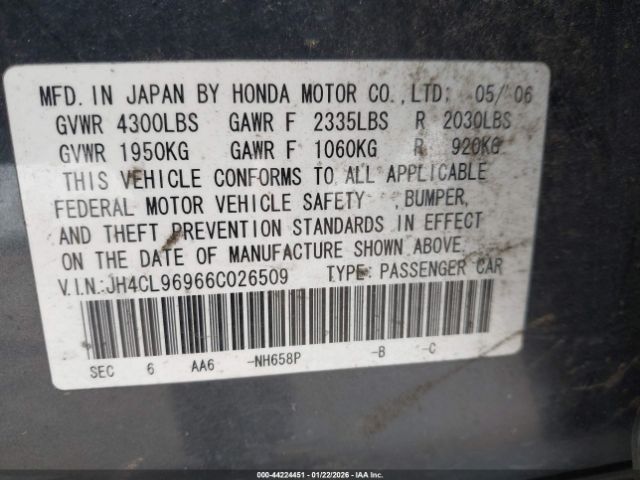 MFD. IN JAPAN BY HONDA MOTOR CO.,LTD: 05/'06
GVWR 4300LBS GAWR F 2335LBS R 2030LBS
GVWR 1950KG GAWR F 1060KG R 920KG
THIS VEHICLE CONFORMS TO ALL APPLICABLE
FEDERAL MOTOR VEHICLE SAFETY ,BUMPER,
AND THEFT PREVENTION STANDARDS IN EFFECT
ON THE DATE OF MANUFACTURE SHOWN ABOVE.
V.I.N:JH4CL96966C026509 TYPE: PASSENGER CAR
SEC 6 AA6 -NH658P -B -C
000-44224451 - 01/22/2026 - COPYRIGHT IAA, LLC.